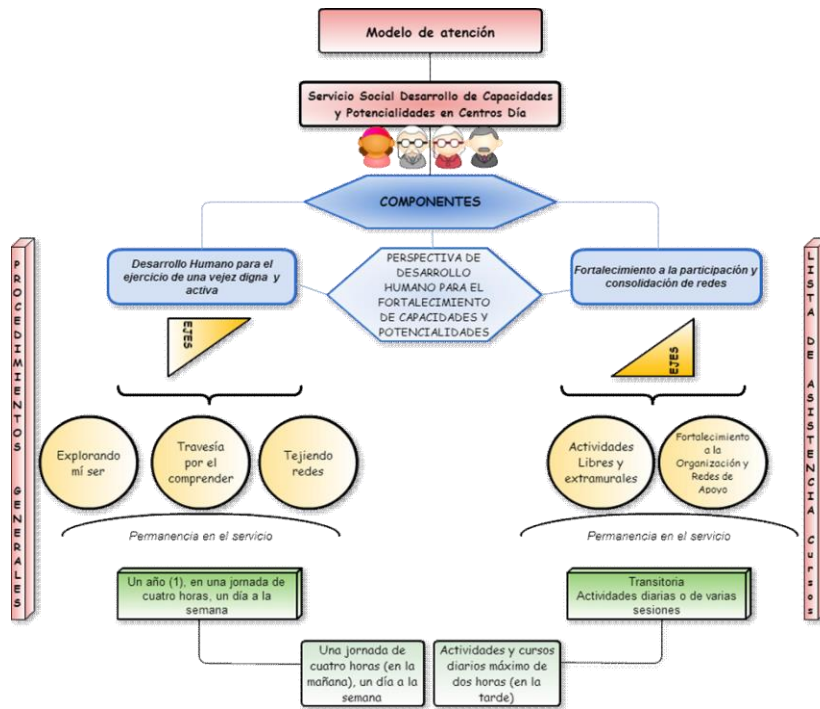 Modelo de atención
Servicio Social Desarrollo de Capacidades
y Potencialidades en Centros Día
COMPONENTES
Desarrollo Humano para el
ejercicio de una vejez digna y
activa
PERSPECTIVA DE
DESARROLLO
HUMANO PARA EL
FORTALECIMIENTO
DE CAPACIDADES Y
POTENCIALIDADES
Fortalecimiento a la participación y
consolidación de redes
PROCEDIMIENTOS GENERALES
LISTA DE ASISTENCIA Cursos
EJES
EJES
Explorando
mí ser
Travesía
por el
comprender
Tejiendo
redes
Actividades
Libres y
extramurales
Fortalecimiento
a la
Organización y
Redes de
Apoyo
Permanencia en el servicio
Permanencia en el servicio
Un año (1), en una jornada de
cuatro horas, un día a la
semana
Transitoria
Actividades diarias o de varias
sesiones
Una jornada de
cuatro horas (en la
mañana), un día a la
semana
Actividades y cursos
diarios máximo de
dos horas (en la
tarde)